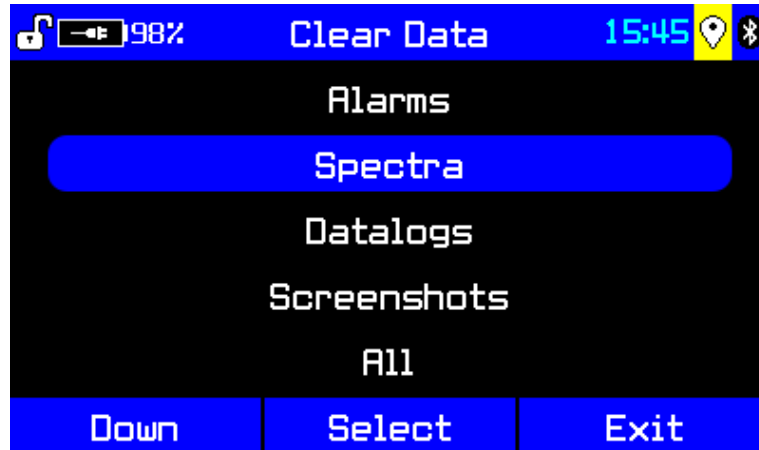 98% Clear Data 15:45
Alarms
Spectra
Datalogs
Screenshots
All
Down Select Exit